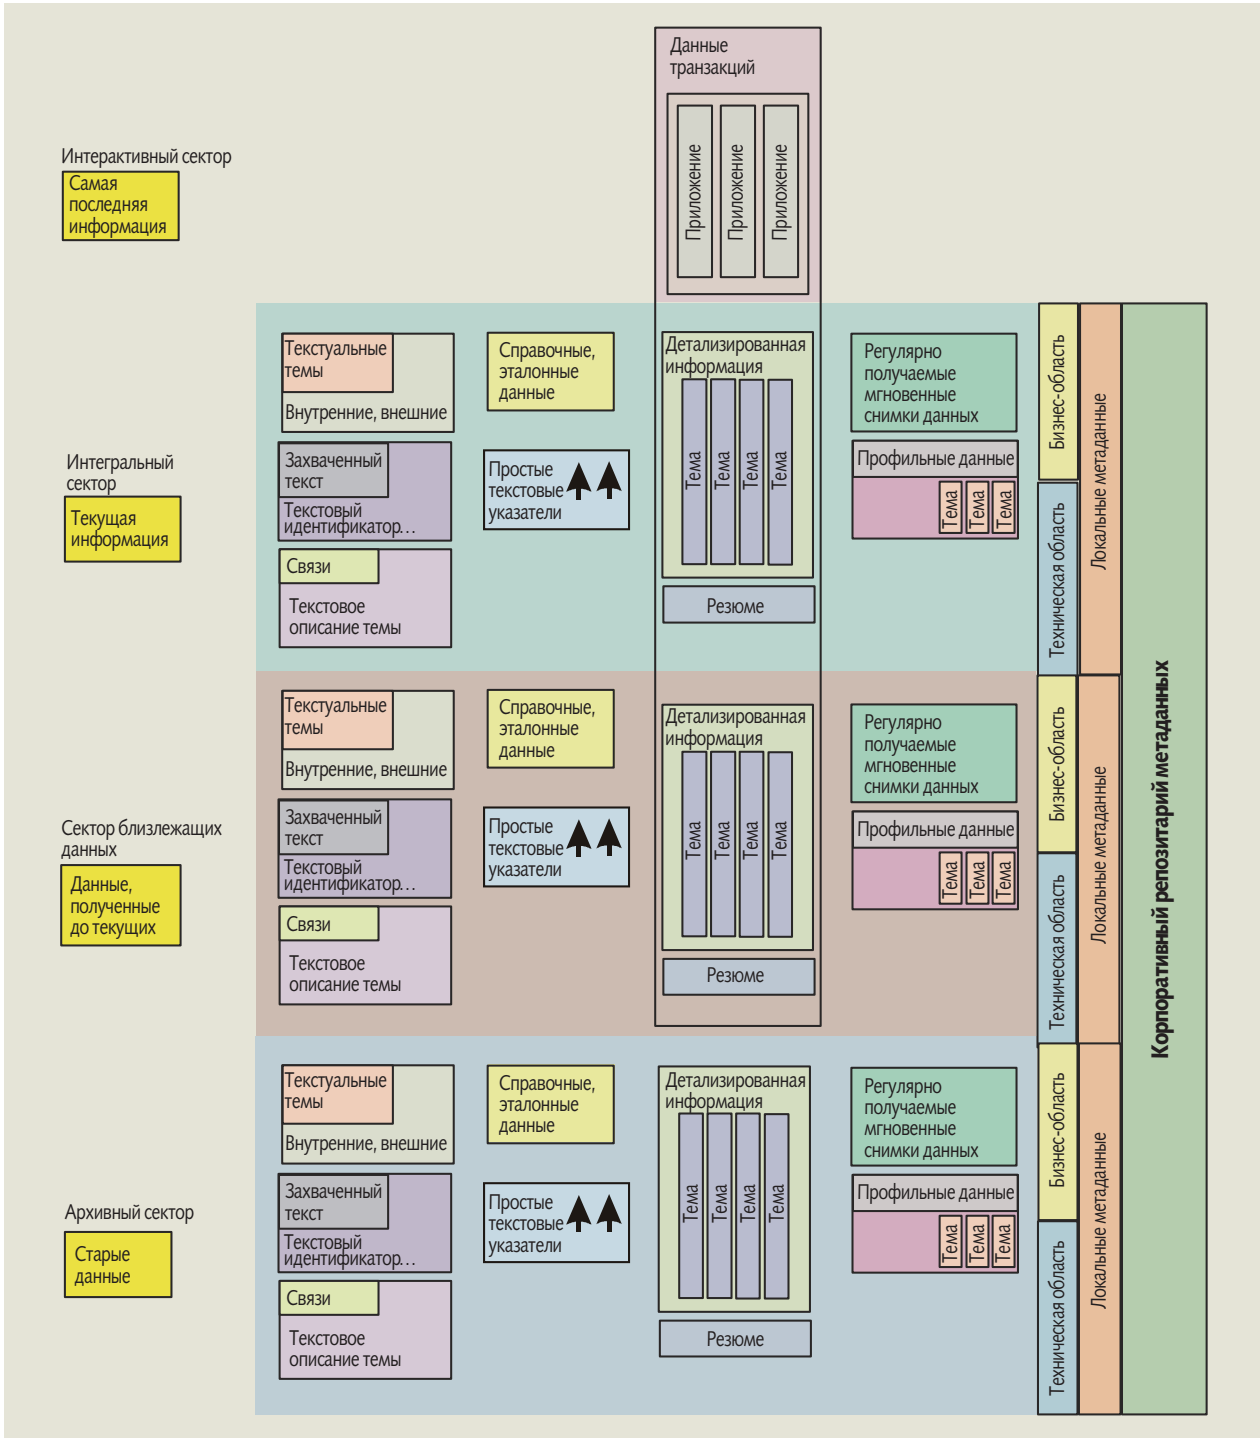 Данные
транзакций
Приложение
Приложение
Приложение
Интерактивный сектор
Самая
последняя
информация
Интегральный
сектор
Текущая
информация
Текстуальные
темы
Внутренние, внешние
Захваченный
текст
Текстовый
идентификатор…
Связи
Текстовое
описание темы
Справочные,
эталонные
данные
Простые
текстовые
указатели
Детализированная
информация
Тема
Тема
Тема
Тема
Резюме
Регулярно
получаемые
мгновенные
снимки данных
Профильные данные
Тема
Тема
Тема
Бизнес-область
Техническая область
Локальные метаданные
Сектор близлежащих
данных
Данные,
полученные
до текущих
Текстуальные
темы
Внутренние, внешние
Захваченный
текст
Текстовый
идентификатор…
Связи
Текстовое
описание темы
Справочные,
эталонные
данные
Простые
текстовые
указатели
Детализированная
информация
Тема
Тема
Тема
Тема
Резюме
Регулярно
получаемые
мгновенные
снимки данных
Профильные данные
Тема
Тема
Тема
Бизнес-область
Техническая область
Локальные метаданные
Архивный сектор
Старые
данные
Текстуальные
темы
Внутренние, внешние
Захваченный
текст
Текстовый
идентификатор…
Связи
Текстовое
описание темы
Справочные,
эталонные
данные
Простые
текстовые
указатели
Детализированная
информация
Тема
Тема
Тема
Тема
Резюме
Регулярно
получаемые
мгновенные
снимки данных
Профильные данные
Тема
Тема
Тема
Бизнес-область
Техническая область
Локальные метаданные
Корпоративный репозитарий метаданных